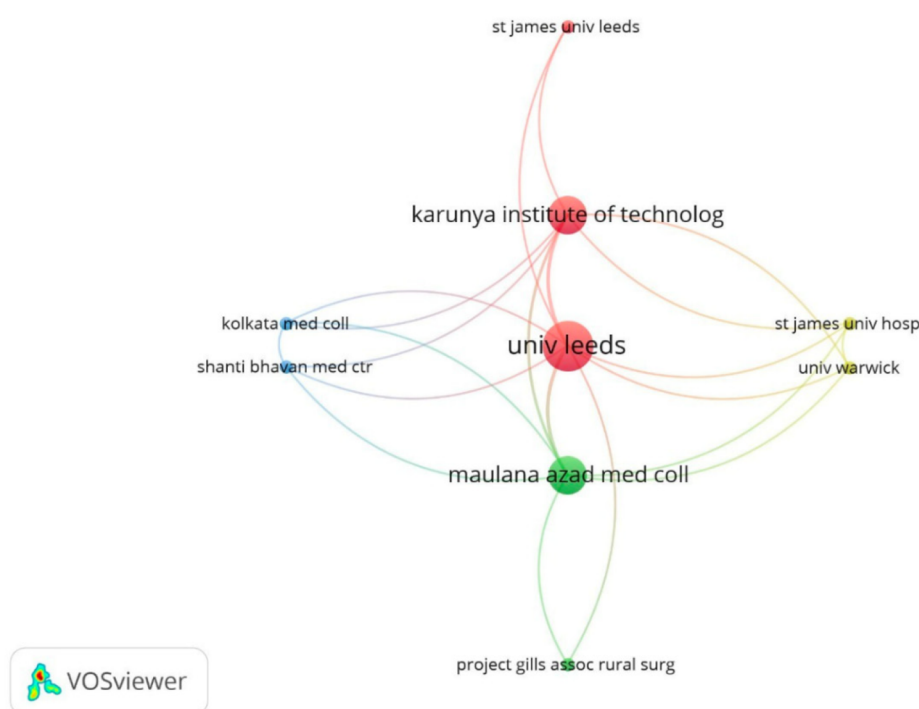 st james univ leeds
karunya institute of technolog
kolkata med coll
st james univ hosp
univ leeds
shanti bhavan med ctr
univ warwick
maulana azad med coll
project gills assoc rural surg
VOSviewer